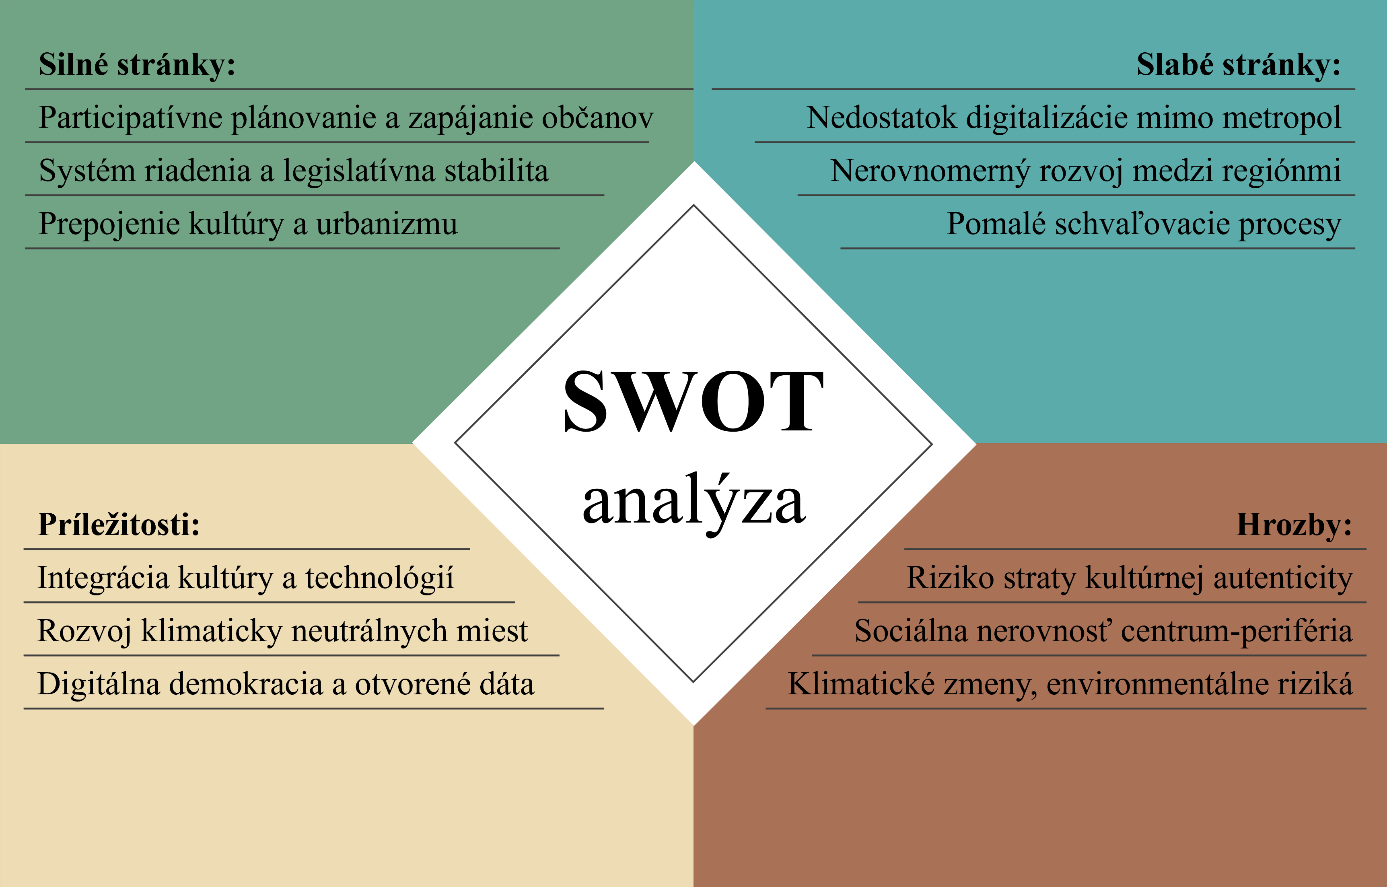 Silné stránky:
Participatívne plánovanie a zapájanie občanov
Systém riadenia a legislatívna stabilita
Prepojenie kultúry a urbanizmu
Slabé stránky:
Nedostatok digitalizácie mimo metropol
Nerovnomerný rozvoj medzi regiónmi
Pomalé schvaľovacie procesy
SWOT
analýza
Príležitosti:
Integrácia kultúry a technológií
Rozvoj klimaticky neutrálnych miest
Digitálna demokracia a otvorené dáta
Hrozby:
Riziko straty kultúrnej autenticity
Sociálna nerovnosť centrum-periféria
Klimatické zmeny, environmentálne riziká